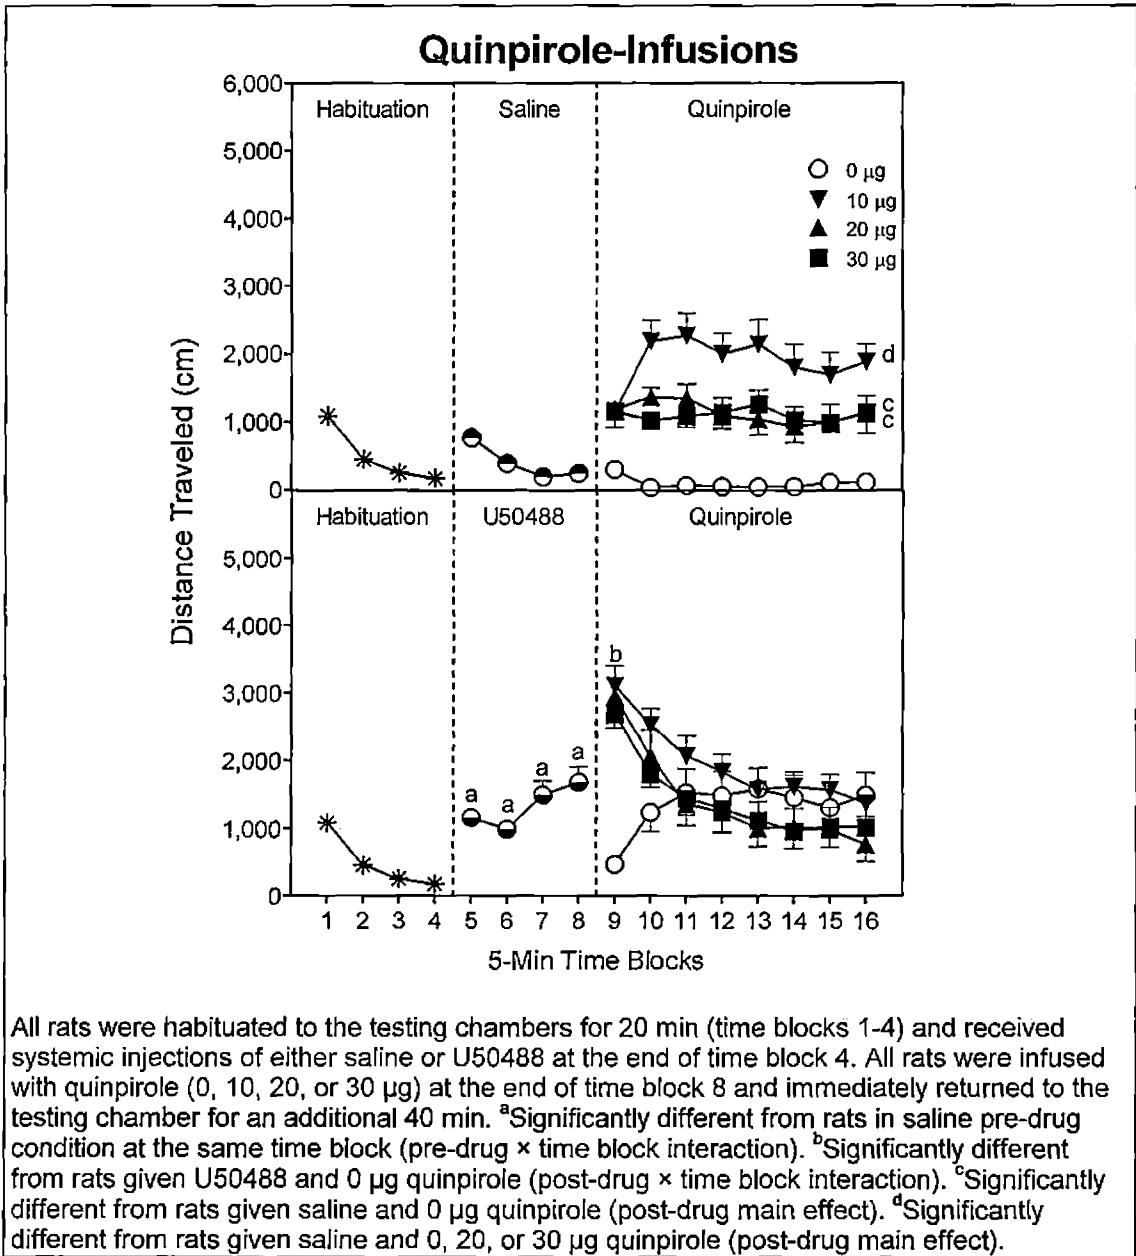 Quinpirole-Infusions
6,000
Habituation
Saline
Quinpirole
5,000
0 µg
10 µg
4,000
20 µg
30 µg
3,000
2,000
d
c
1,000
c
0
Distance Traveled (cm)
Habituation
U50488
Quinpirole
5,000
4,000
b
3,000
2,000
a
a
a
a
1,000
0
1 2 3 4 5 6 7 8 9 10 11 12 13 14 15 16
5-Min Time Blocks
All rats were habituated to the testing chambers for 20 min (time blocks 1-4) and received
systemic injections of either saline or U50488 at the end of time block 4. All rats were infused
with quinpirole (0, 10, 20, or 30 µg) at the end of time block 8 and immediately returned to the
testing chamber for an additional 40 min. ᵃSignificantly different from rats in saline pre-drug
condition at the same time block (pre-drug × time block interaction). ᵇSignificantly different
from rats given U50488 and 0 µg quinpirole (post-drug × time block interaction). ᶜSignificantly
different from rats given saline and 0 µg quinpirole (post-drug main effect). ᵈSignificantly
different from rats given saline and 0, 20, or 30 µg quinpirole (post-drug main effect).